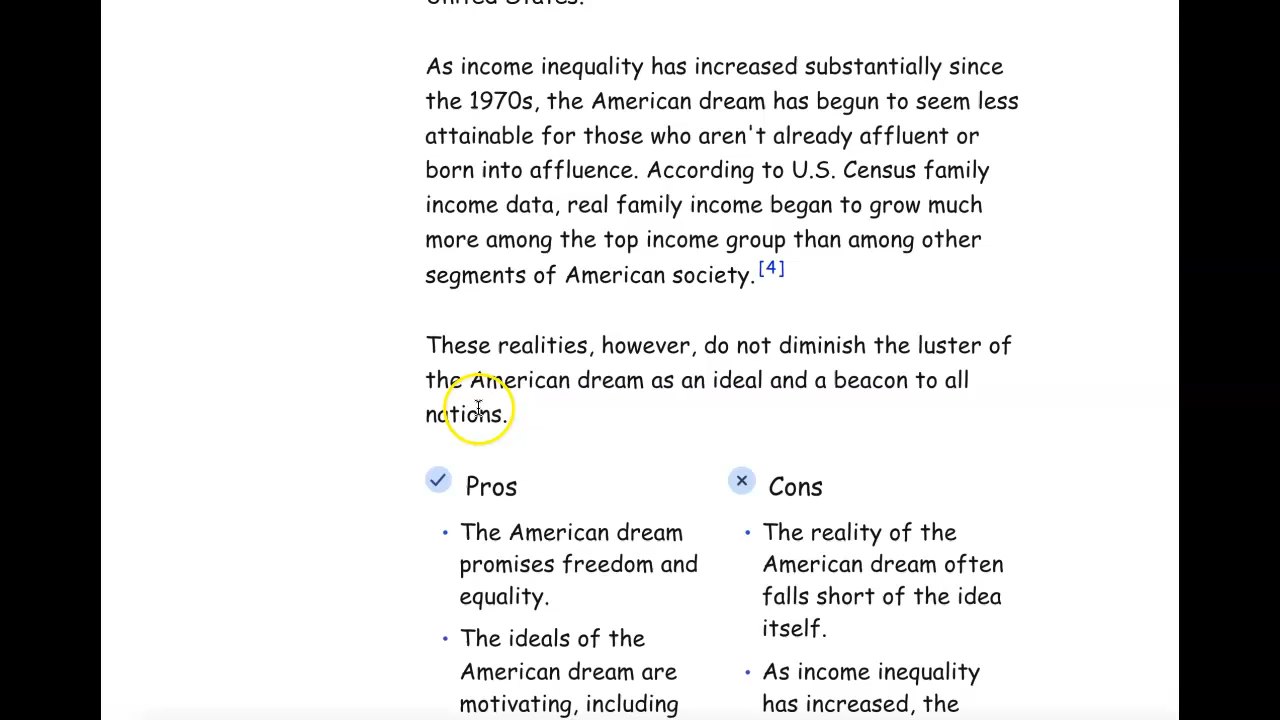 United States.
As income inequality has increased substantially since
the 1970s, the American dream has begun to seem less
attainable for those who aren't already affluent or
born into affluence. According to U.S. Census family
income data, real family income began to grow much
more among the top income group than among other
segments of American society.[4]
These realities, however, do not diminish the luster of
the American dream as an ideal and a beacon to all
nations.
Pros
• The American dream
promises freedom and
equality.
• The ideals of the
American dream are
motivating, including
Cons
• The reality of the
American dream often
falls short of the idea
itself.
• As income inequality
has increased, the